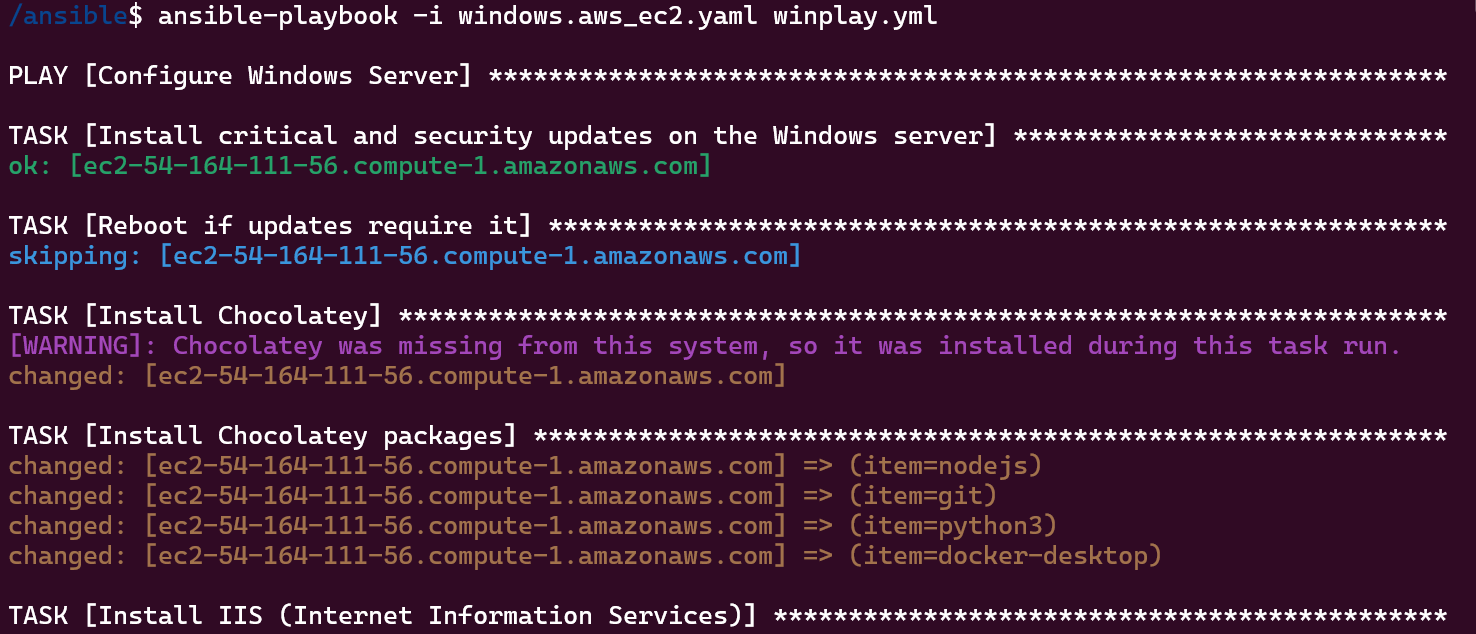 /ansible$ ansible-playbook -i windows.aws_ec2.yaml winplay.yml
PLAY [Configure Windows Server] ****************************************************************
TASK [Install critical and security updates on the Windows server] *****************************
ok: [ec2-54-164-111-56.compute-1.amazonaws.com]
TASK [Reboot if updates require it] ************************************************************
skipping: [ec2-54-164-111-56.compute-1.amazonaws.com]
TASK [Install Chocolatey] **********************************************************************
[WARNING]: Chocolatey was missing from this system, so it was installed during this task run.
changed: [ec2-54-164-111-56.compute-1.amazonaws.com]
TASK [Install Chocolatey packages] *************************************************************
changed: [ec2-54-164-111-56.compute-1.amazonaws.com] => (item=nodejs)
changed: [ec2-54-164-111-56.compute-1.amazonaws.com] => (item=git)
changed: [ec2-54-164-111-56.compute-1.amazonaws.com] => (item=python3)
changed: [ec2-54-164-111-56.compute-1.amazonaws.com] => (item=docker-desktop)
TASK [Install IIS (Internet Information Services)] *********************************************